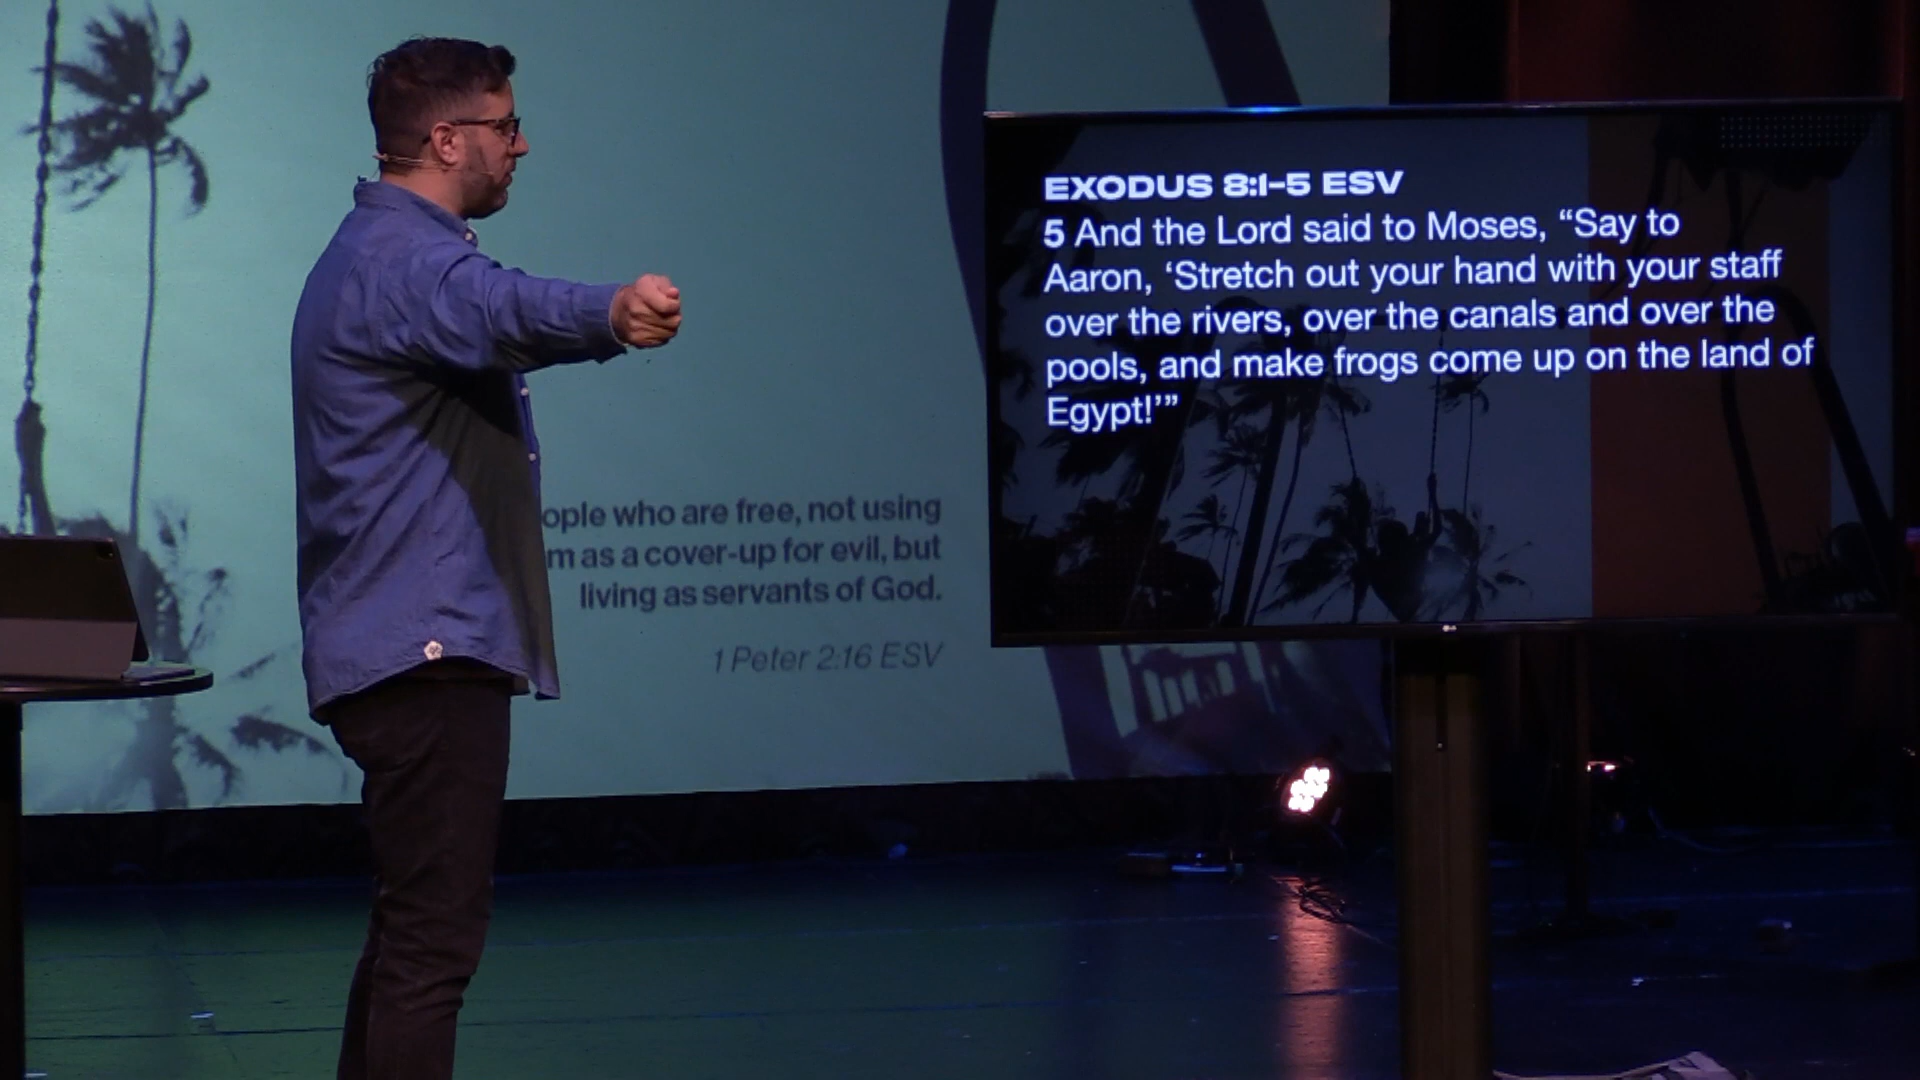 EXODUS 8:1-5 ESV
5 And the Lord said to Moses, “Say to
Aaron, ‘Stretch out your hand with your staff
over the rivers, over the canals and over the
pools, and make frogs come up on the land of
Egypt!’”
who are free, not using
as a cover-up for evil, but
living as servants of God.
1 Peter 2:16 ESV